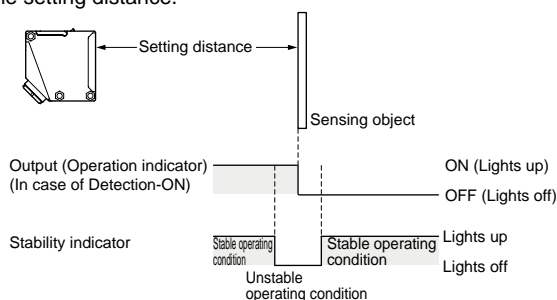 he setting distance.
Setting distance
Sensing object
Output (Operation indicator)
(In case of Detection-ON)
ON (Lights up)
OFF (Lights off)
Stability indicator
Stable operating
condition
Stable operating
condition
Lights up
Lights off
Unstable
operating condition